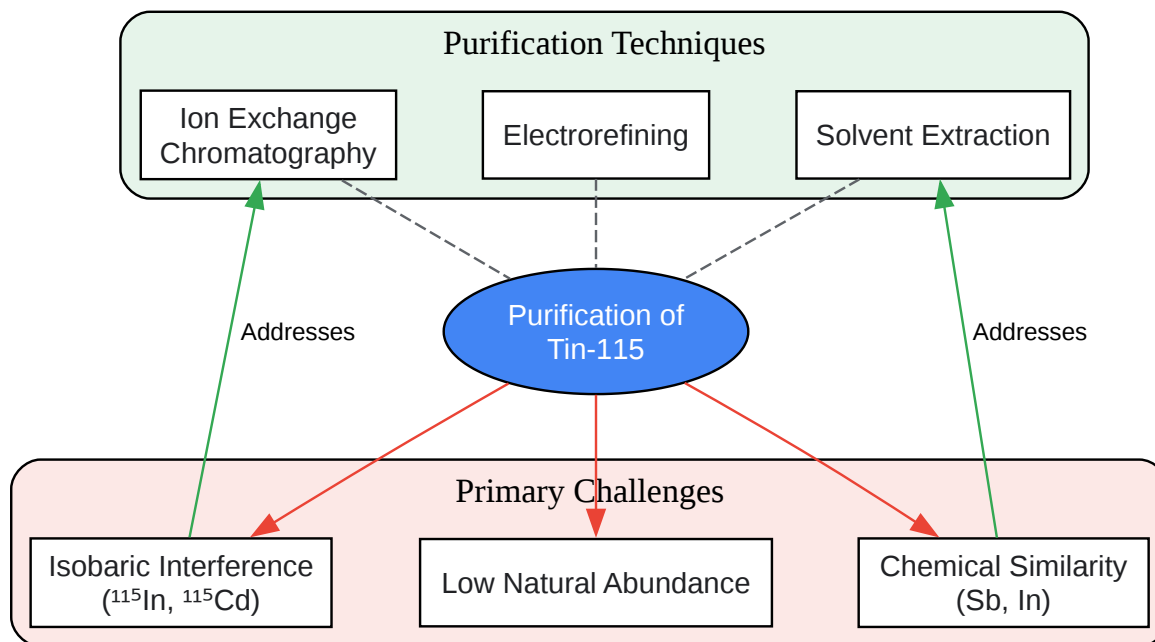 Purification Techniques
Ion Exchange
Chromatography
Electrorefining
Solvent Extraction
Purification of
Tin-115
Addresses
Addresses
Primary Challenges
Isobaric Interference
(¹¹⁵In, ¹¹⁵Cd)
Low Natural Abundance
Chemical Similarity
(Sb, In)